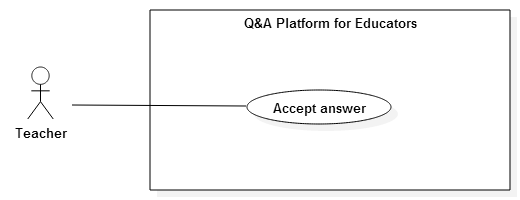 Q&A Platform for Educators
Accept answer
Teacher